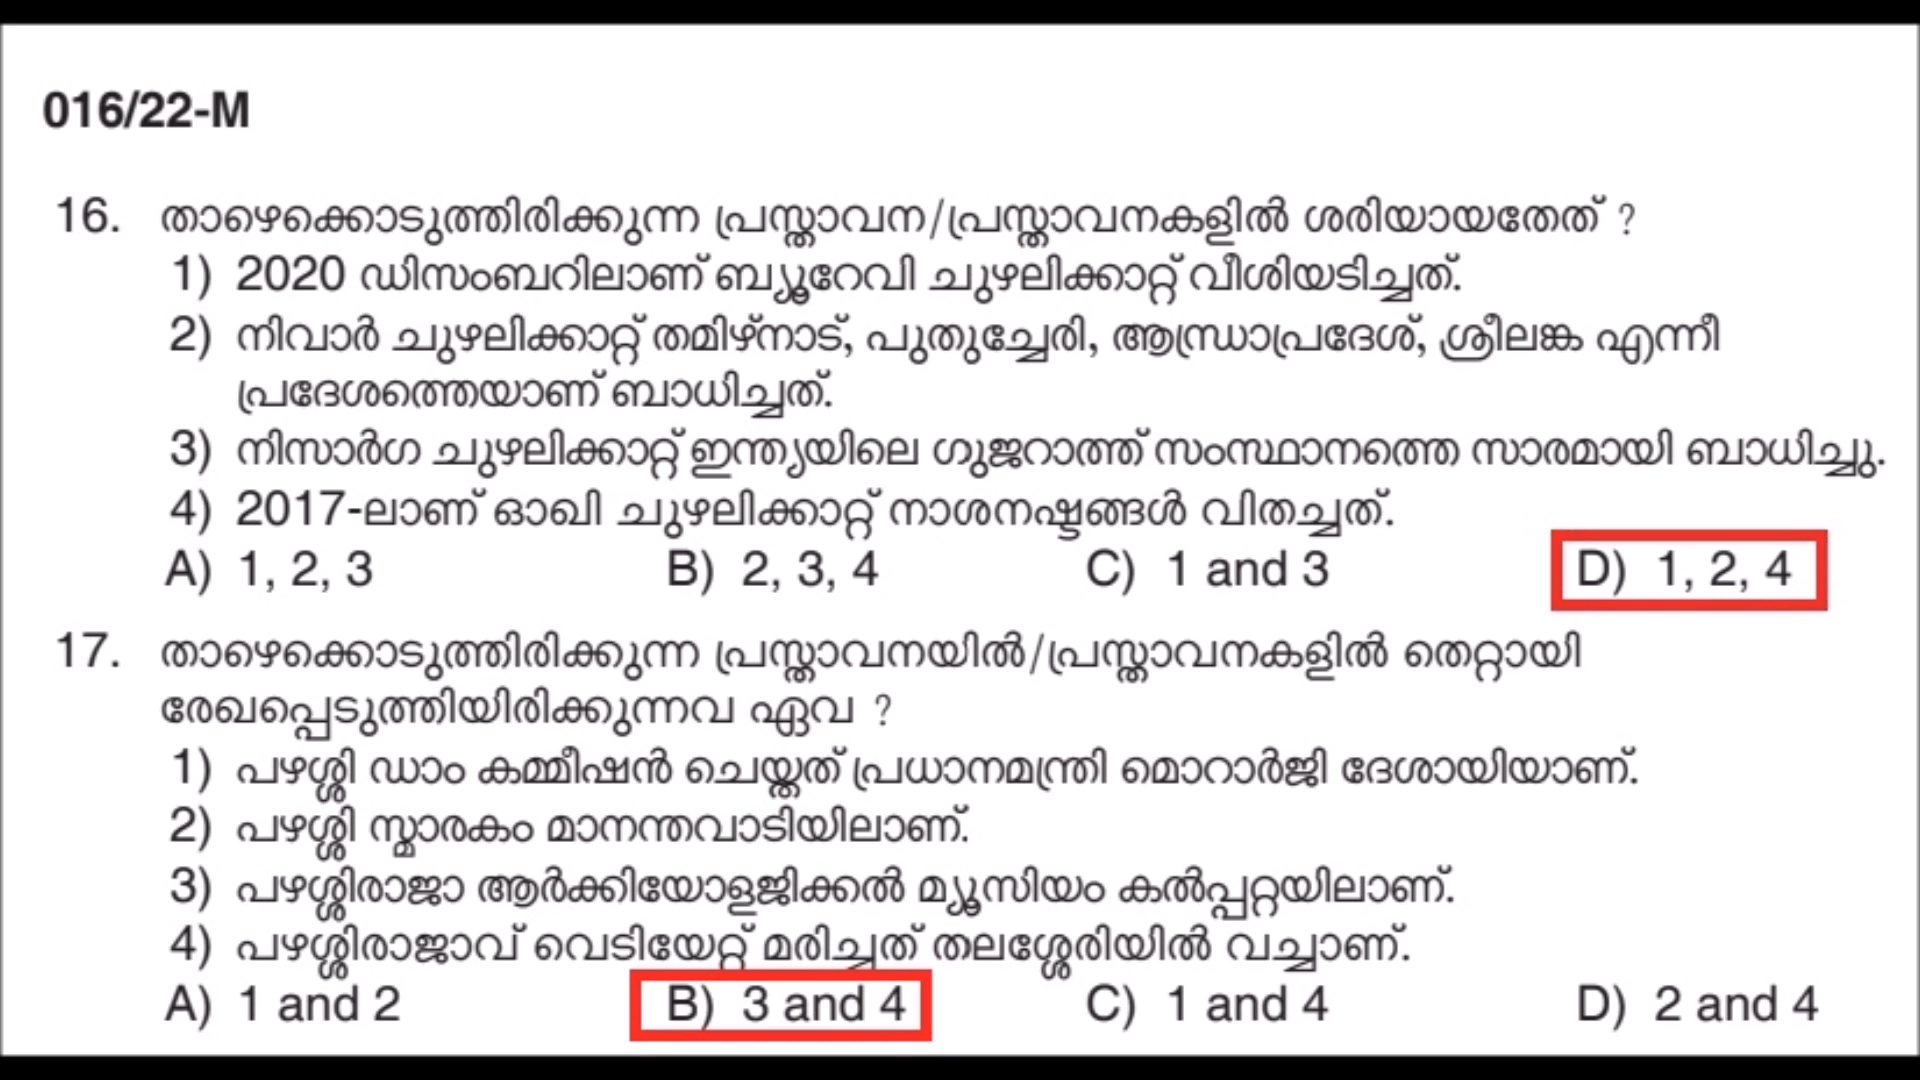 016/22-M
16. താഴെക്കൊടുത്തിരിക്കുന്ന പ്രസ്താവന/പ്രസ്താവനകളിൽ ശരിയായതേത് ?
1) 2020 ഡിസംബറിലാണ് ബ്യൂറേവി ചുഴലിക്കാറ്റ് വീശിയടിച്ചത്.
2) നിവാർ ചുഴലിക്കാറ്റ് തമിഴ്നാട്, പുതുച്ചേരി, ആന്ധ്രാപ്രദേശ്, ശ്രീലങ്ക എന്നീ
പ്രദേശത്തെയാണ് ബാധിച്ചത്.
3) നിസാർഗ ചുഴലിക്കാറ്റ് ഇന്ത്യയിലെ ഗുജറാത്ത് സംസ്ഥാനത്തെ സാരമായി ബാധിച്ചു.
4) 2017-ലാണ് ഓഖി ചുഴലിക്കാറ്റ് നാശനഷ്ടങ്ങൾ വിതച്ചത്.
A) 1, 2, 3 B) 2, 3, 4 C) 1 and 3 D) 1, 2, 4
17. താഴെക്കൊടുത്തിരിക്കുന്ന പ്രസ്താവനയിൽ/പ്രസ്താവനകളിൽ തെറ്റായി
രേഖപ്പെടുത്തിയിരിക്കുന്നവ ഏവ ?
1) പഴശ്ശി ഡാം കമ്മീഷൻ ചെയ്തത് പ്രധാനമന്ത്രി മൊറാർജി ദേശായിയാണ്.
2) പഴശ്ശി സ്മാരകം മാനന്തവാടിയിലാണ്.
3) പഴശ്ശിരാജാ ആർക്കിയോളജിക്കൽ മ്യൂസിയം കൽപ്പറ്റയിലാണ്.
4) പഴശ്ശിരാജാവ് വെടിയേറ്റ് മരിച്ചത് തലശ്ശേരിയിൽ വച്ചാണ്.
A) 1 and 2 B) 3 and 4 C) 1 and 4 D) 2 and 4